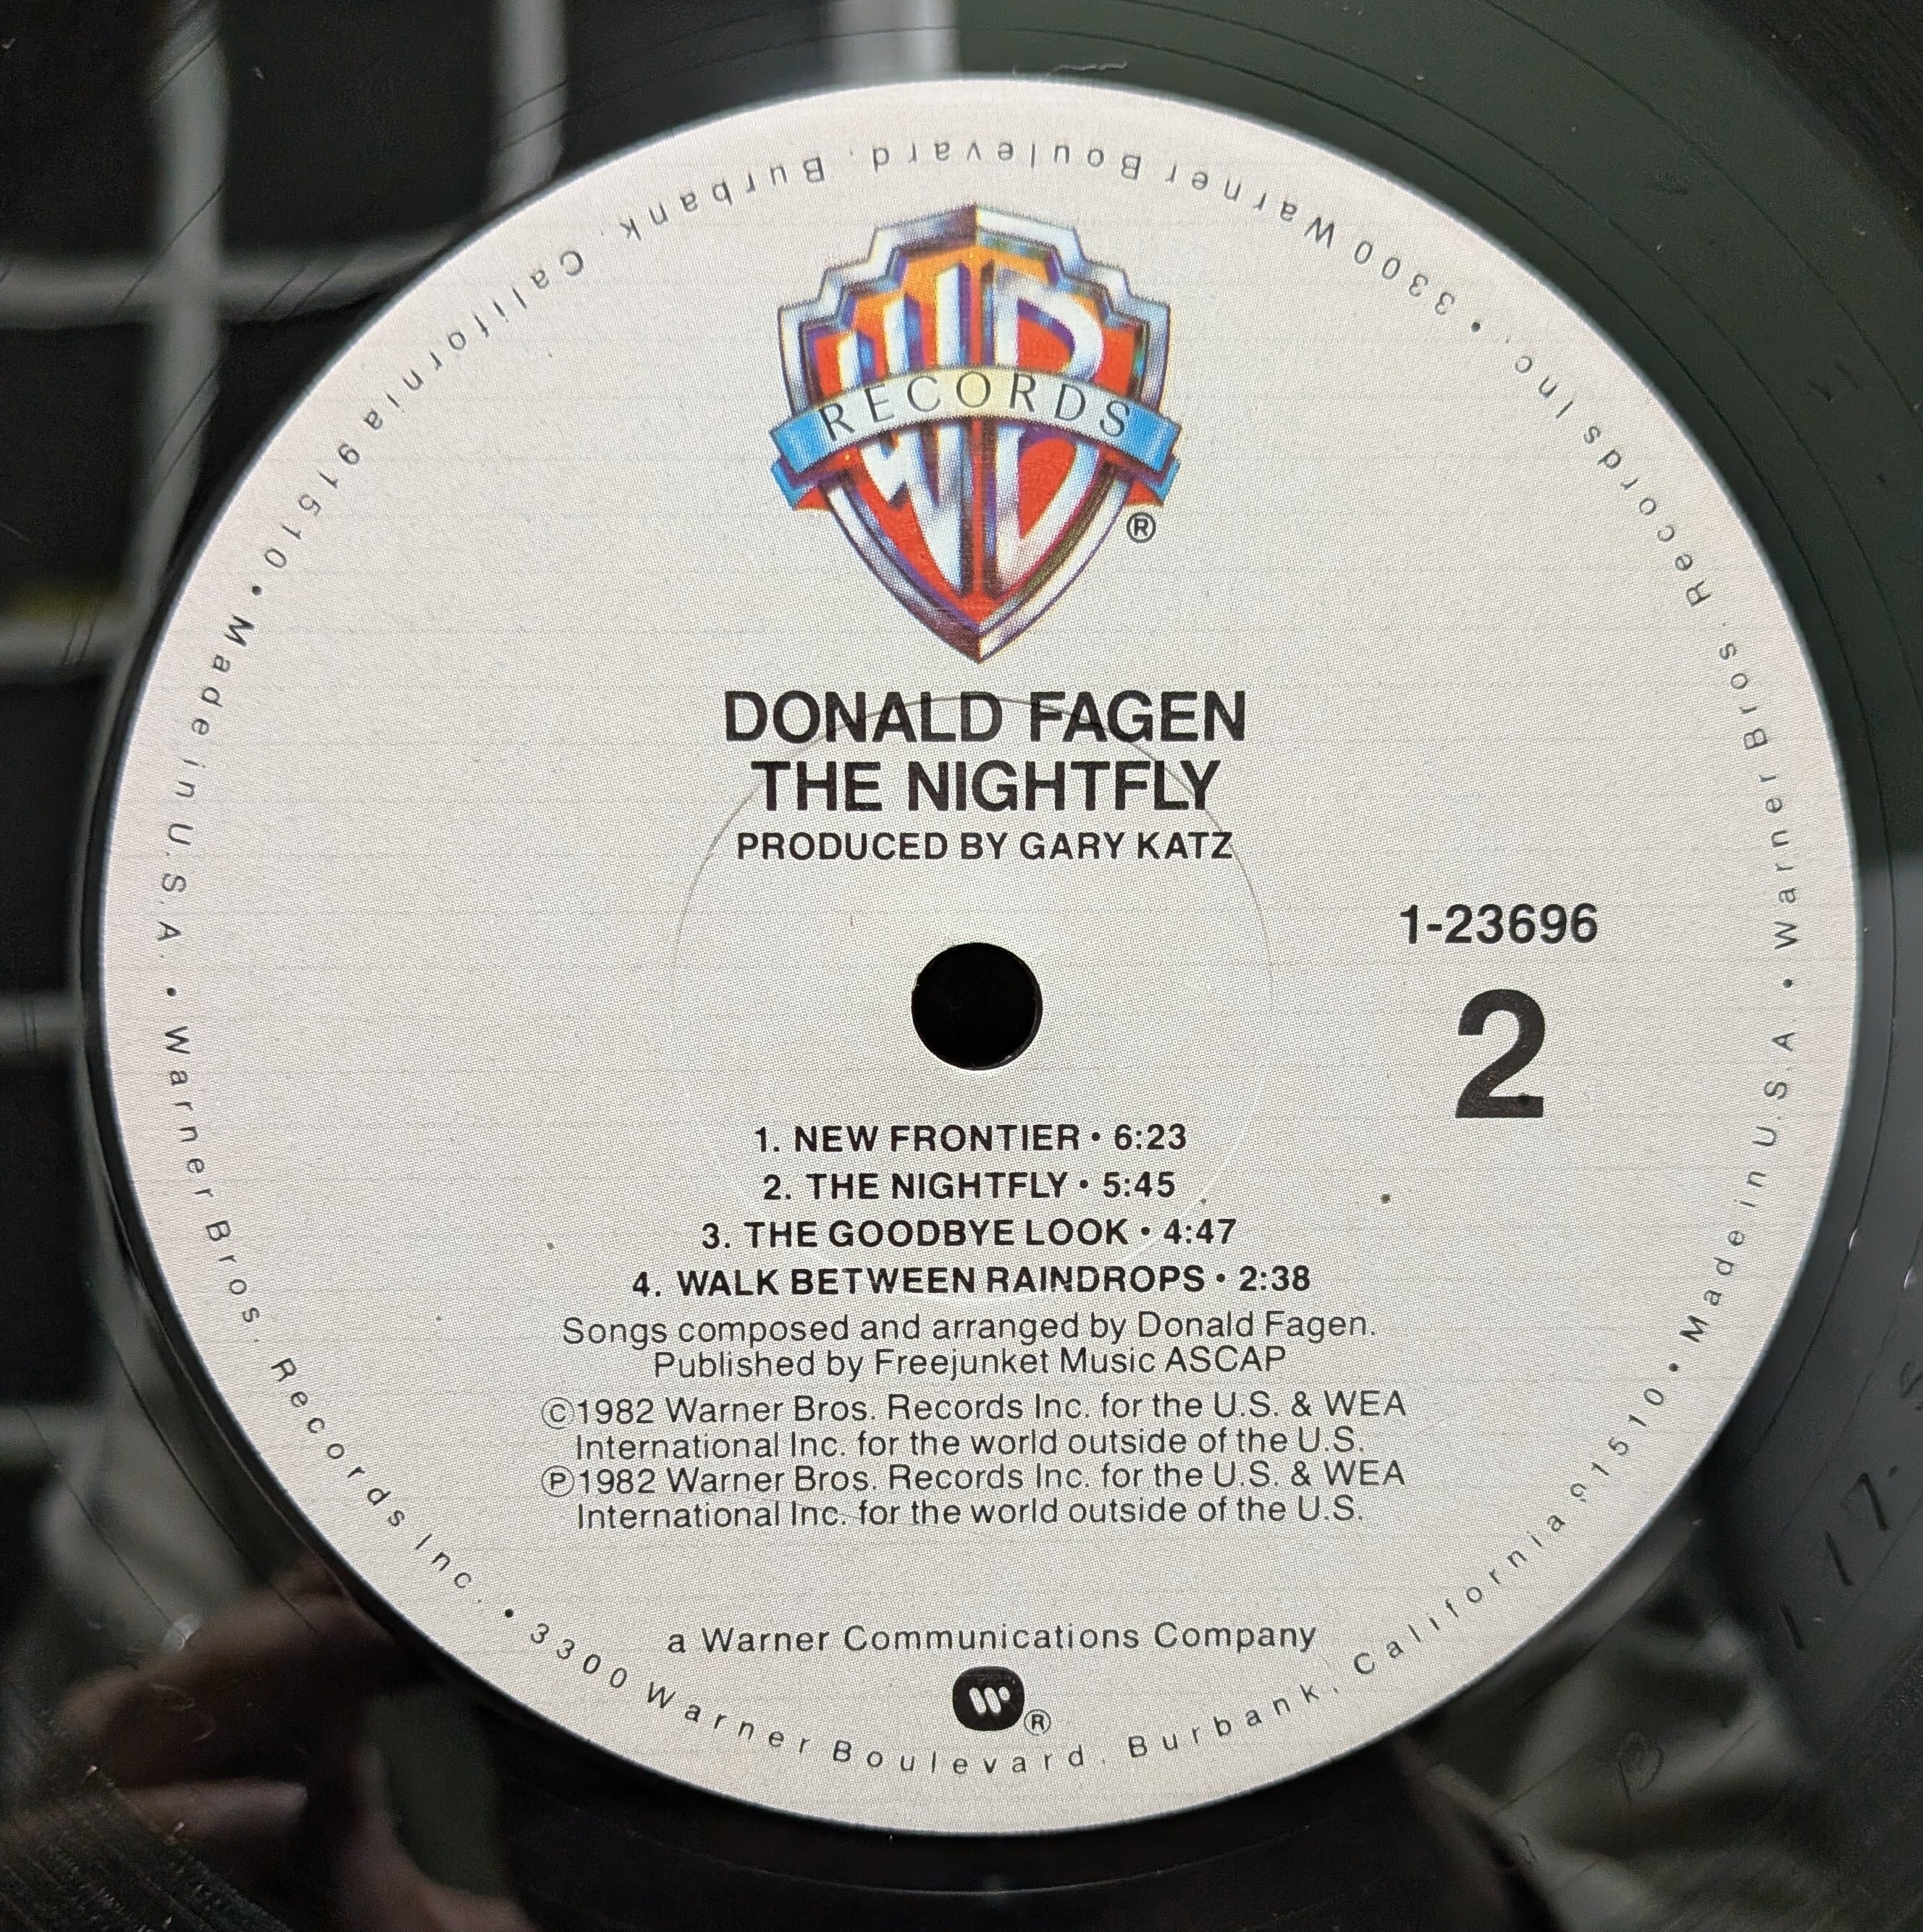 WB
RECORDS
®
DONALD FAGEN
THE NIGHTFLY
PRODUCED BY GARY KATZ
1-23696
2
1. NEW FRONTIER • 6:23
2. THE NIGHTFLY • 5:45
3. THE GOODBYE LOOK • 4:47
4. WALK BETWEEN RAINDROPS • 2:38
Songs composed and arranged by Donald Fagen.
Published by Freejunket Music ASCAP
©1982 Warner Bros. Records Inc. for the U.S. & WEA
International Inc. for the world outside of the U.S.
℗1982 Warner Bros. Records Inc. for the U.S. & WEA
International Inc. for the world outside of the U.S.
a Warner Communications Company
®
Warner Bros. Records Inc. • 3300 Warner Boulevard, Burbank, California 91510 • Made in U.S.A. • Warner Bros. Records Inc. • 3300 Warner Boulevard, Burbank, California 91510 • Made in U.S.A. •